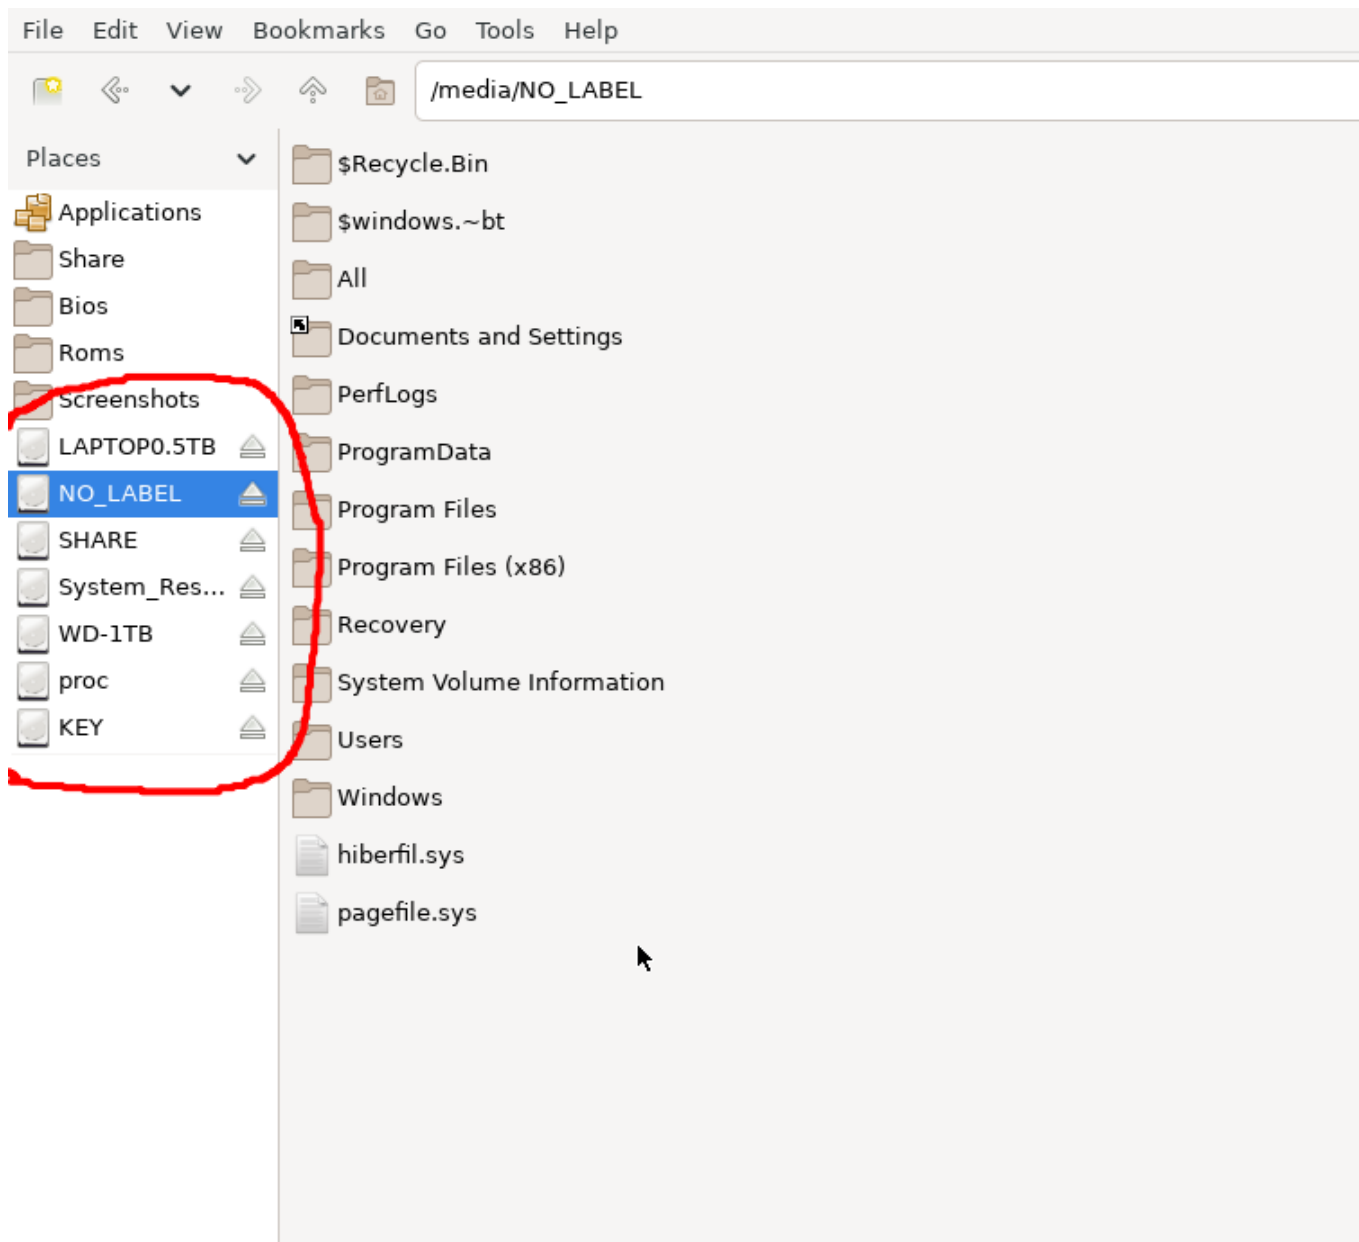 File Edit View Bookmarks Go Tools Help
/media/NO_LABEL
Places
Applications
Share
Bios
Roms
Screenshots
LAPTOP0.5TB
NO_LABEL
SHARE
System_Res...
WD-1TB
proc
KEY
$Recycle.Bin
$windows.~bt
All
Documents and Settings
PerfLogs
ProgramData
Program Files
Program Files (x86)
Recovery
System Volume Information
Users
Windows
hiberfil.sys
pagefile.sys